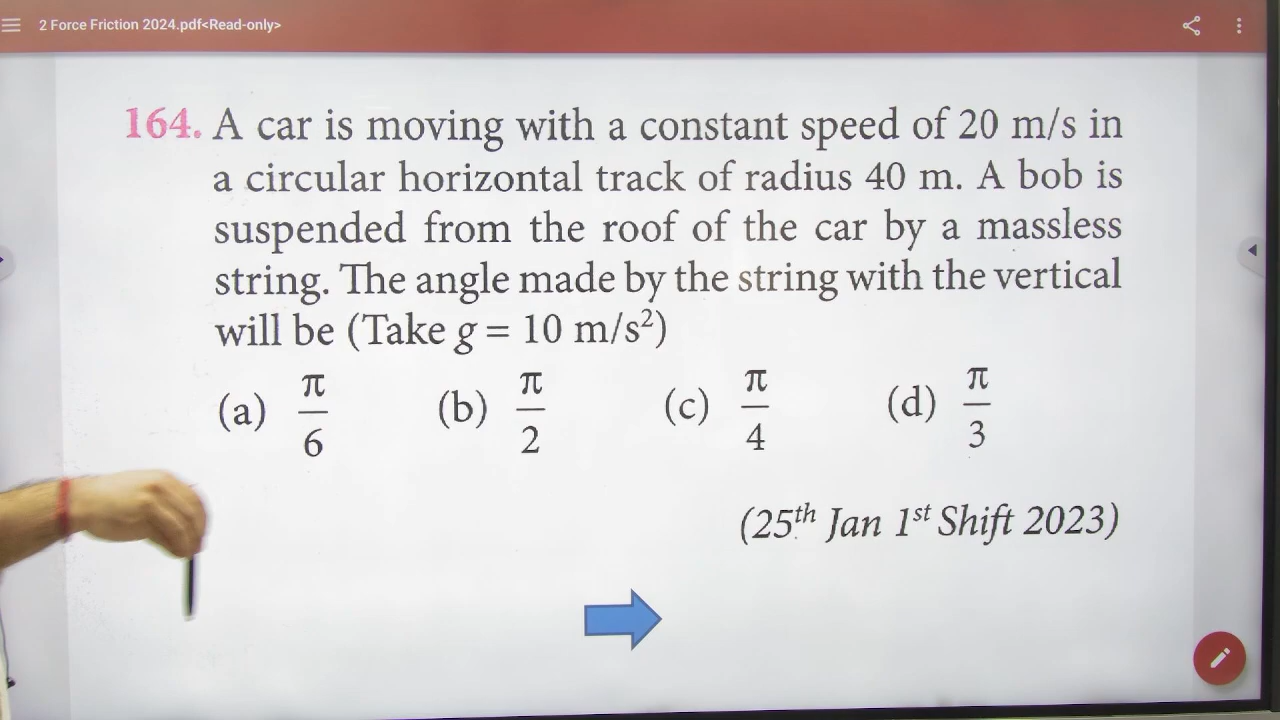 2 Force Friction 2024.pdf<Read-only>
164. A car is moving with a constant speed of 20 m/s in
a circular horizontal track of radius 40 m. A bob is
suspended from the roof of the car by a massless
string. The angle made by the string with the vertical
will be (Take g = 10 m/s²)
(a) π/6 (b) π/2 (c) π/4 (d) π/3
(25th Jan 1st Shift 2023)